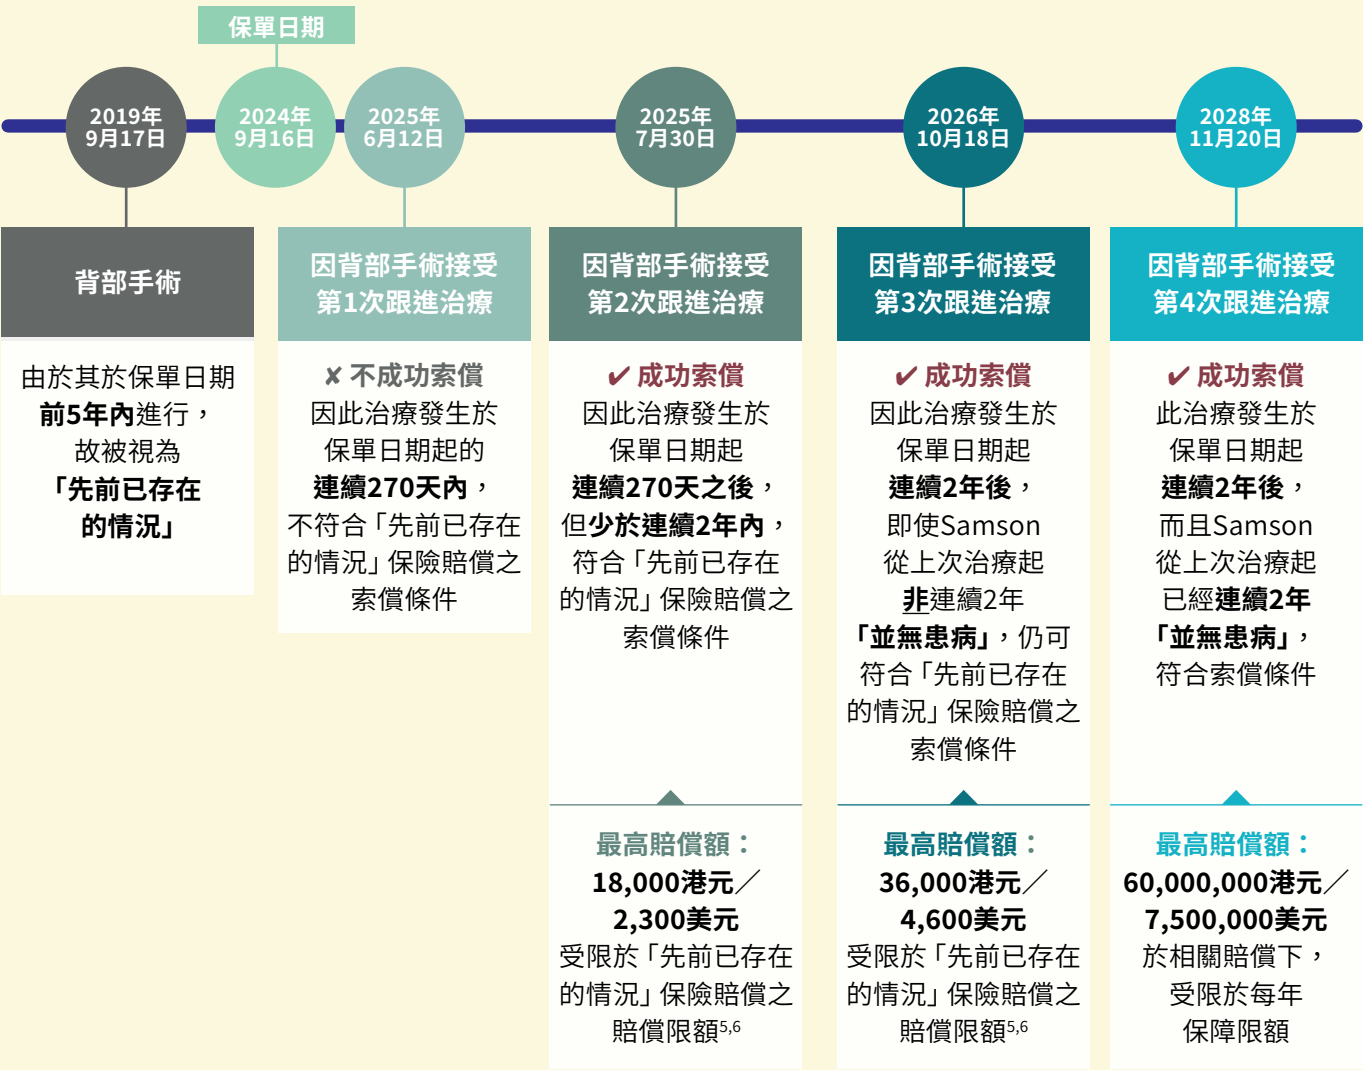 保單日期
2019年
9月17日
2024年
9月16日
2025年
6月12日
2025年
7月30日
2026年
10月18日
2028年
11月20日
背部手術
由於其於保單日期
前5年內進行，
故被視為
「先前已存在
的情況」
因背部手術接受
第1次跟進治療
✘ 不成功索償
因此治療發生於
保單日期起的
連續270天內，
不符合「先前已存在
的情況」保險賠償之
索償條件
因背部手術接受
第2次跟進治療
✔ 成功索償
因此治療發生於
保單日期起
連續270天之後，
但少於連續2年內，
符合「先前已存在
的情況」保險賠償之
索償條件
最高賠償額：
18,000港元／
2,300美元
受限於「先前已存在
的情況」保險賠償之
賠償限額5,6
因背部手術接受
第3次跟進治療
✔ 成功索償
因此治療發生於
保單日期起
連續2年後，
即使Samson
從上次治療起
非連續2年
「並無患病」，仍可
符合「先前已存在
的情況」保險賠償之
索償條件
最高賠償額：
36,000港元／
4,600美元
受限於「先前已存在
的情況」保險賠償之
賠償限額5,6
因背部手術接受
第4次跟進治療
✔ 成功索償
此治療發生於
保單日期起
連續2年後，
而且Samson
從上次治療起
已經連續2年
「並無患病」，
符合索償條件
最高賠償額：
60,000,000港元／
7,500,000美元
於相關賠償下，
受限於每年
保障限額